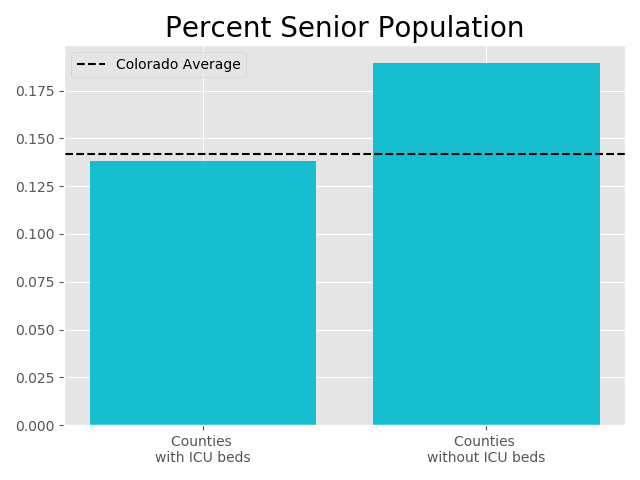 Percent Senior Population
Colorado Average
0.175
0.150
0.125
0.100
0.075
0.050
0.025
0.000
Counties
with ICU beds
Counties
without ICU beds